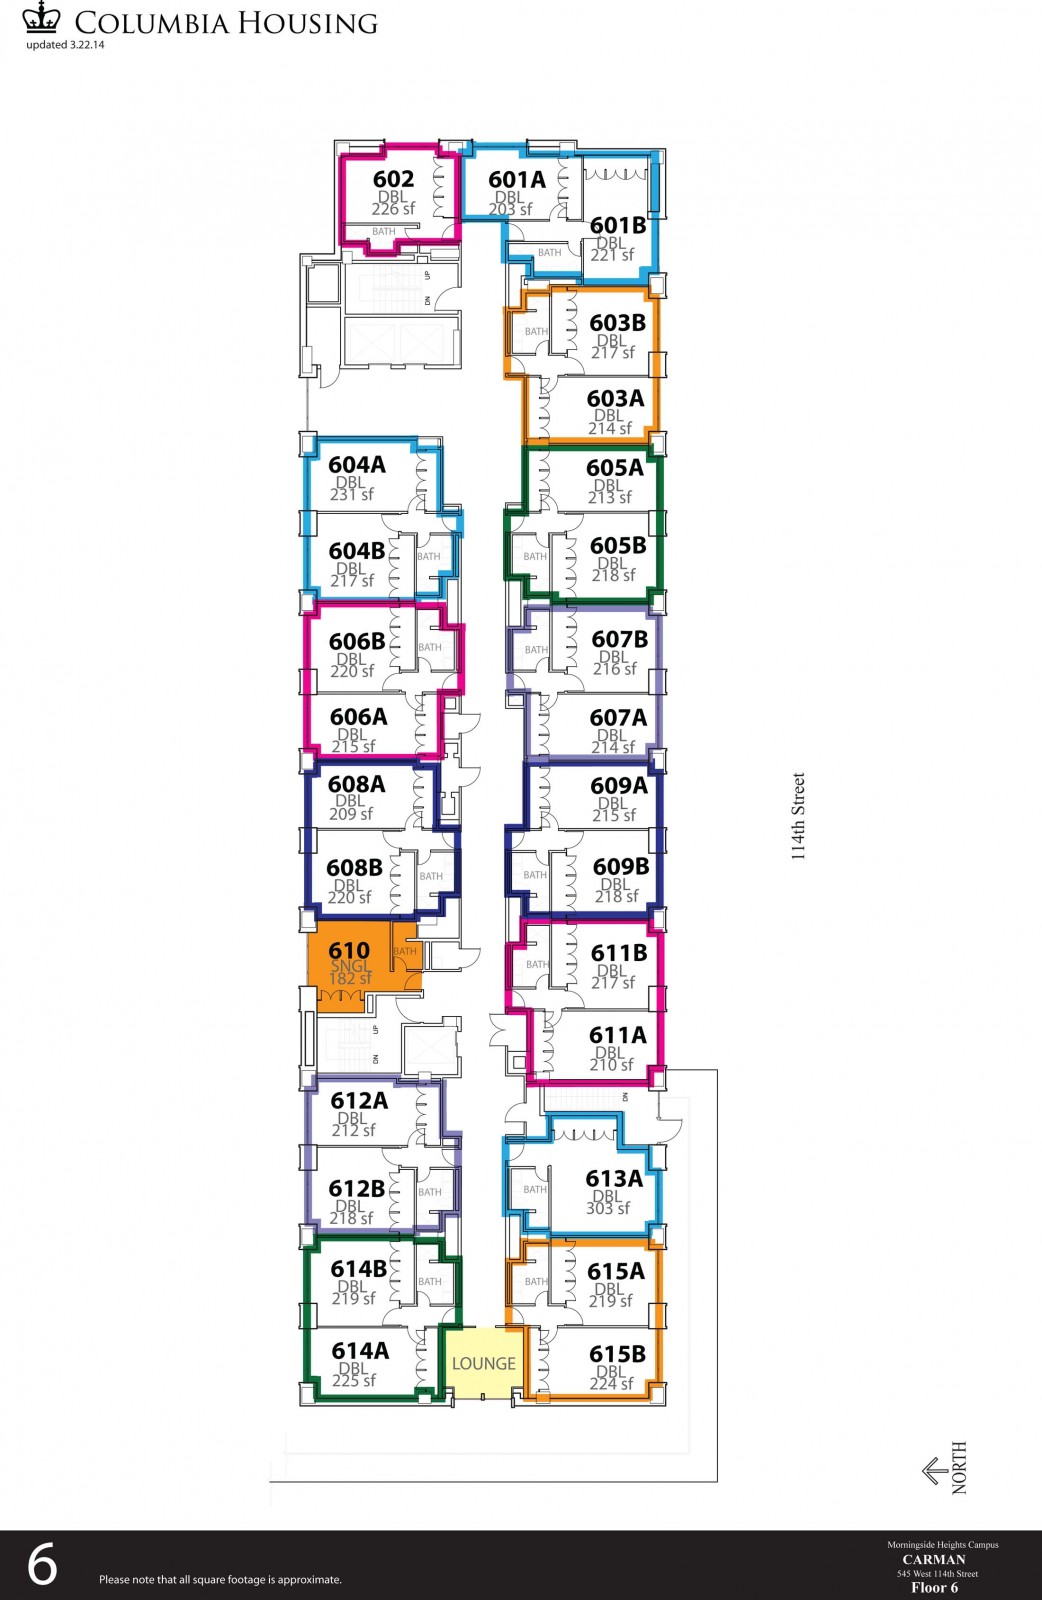 COLUMBIA HOUSING
updated 3.22.14
602
DBL
226 sf
BATH
601A
DBL
203 sf
601B
DBL
221 sf
BATH
UP
DN
603B
DBL
217 sf
BATH
603A
DBL
214 sf
604A
DBL
231 sf
605A
DBL
213 sf
604B
DBL
217 sf
BATH
605B
DBL
218 sf
BATH
606B
DBL
220 sf
BATH
607B
DBL
216 sf
BATH
606A
DBL
215 sf
607A
DBL
214 sf
608A
DBL
209 sf
609A
DBL
215 sf
608B
DBL
220 sf
BATH
609B
DBL
218 sf
BATH
610
SNGL
182 sf
BATH
611B
DBL
217 sf
BATH
UP
DN
611A
DBL
210 sf
DN
612A
DBL
212 sf
612B
DBL
218 sf
BATH
613A
DBL
303 sf
BATH
614B
DBL
219 sf
BATH
615A
DBL
219 sf
BATH
614A
DBL
225 sf
LOUNGE
615B
DBL
224 sf
114th Street
NORTH
6
Please note that all square footage is approximate.
Morningside Heights Campus
CARMAN
545 West 114th Street
Floor 6